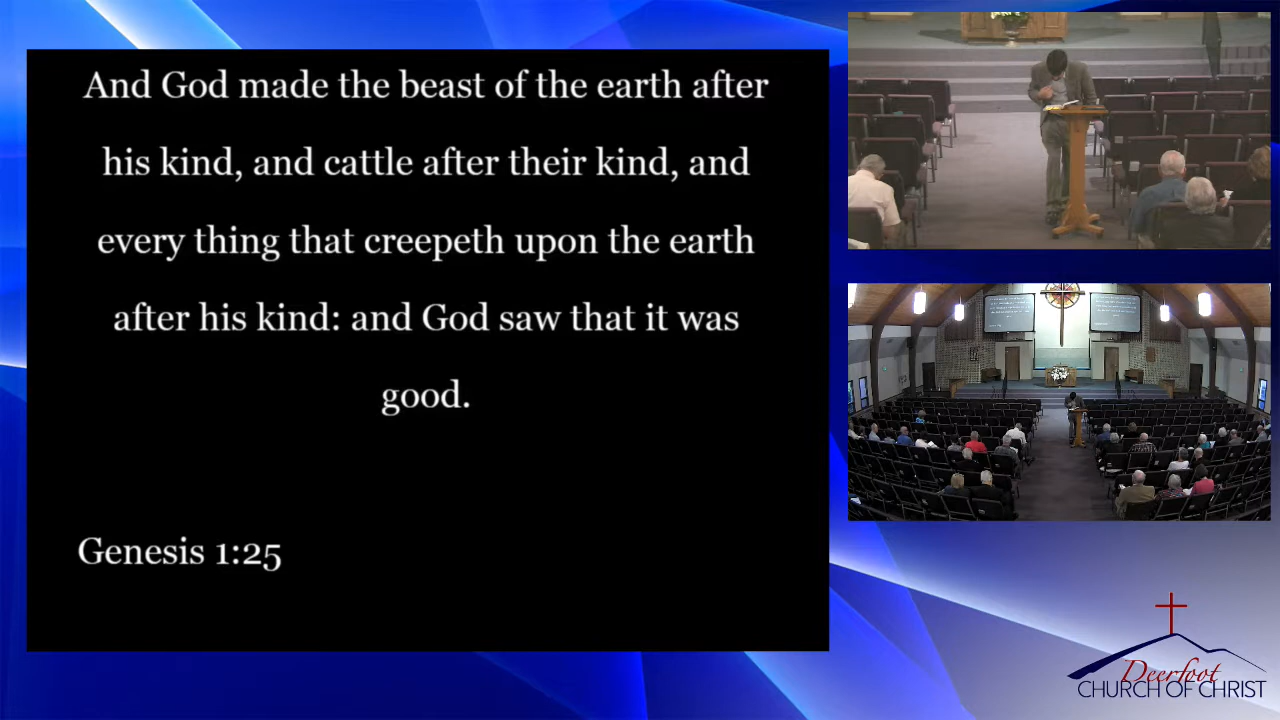 And God made the beast of the earth after
his kind, and cattle after their kind, and
every thing that creepeth upon the earth
after his kind: and God saw that it was
good.
Genesis 1:25
Deerfoot
CHURCH OF CHRIST